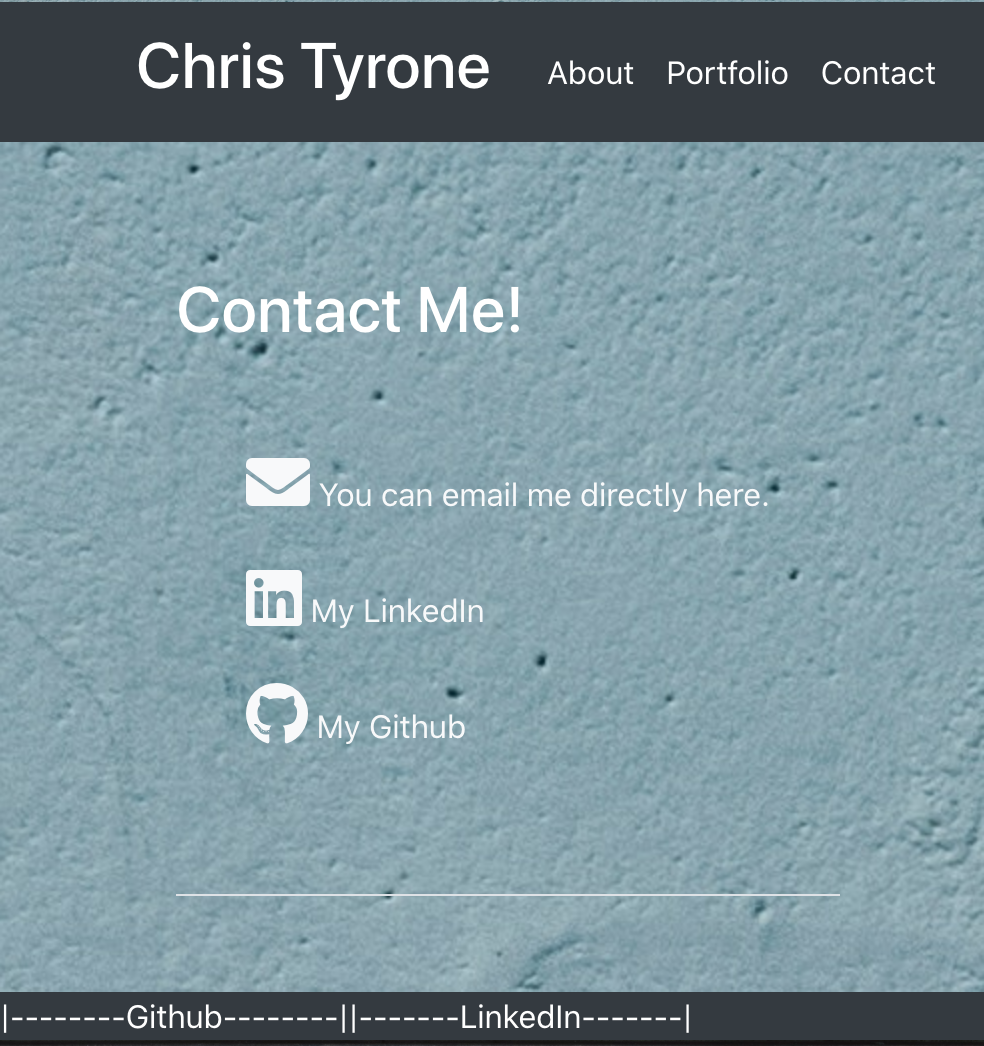 Chris Tyrone About Portfolio Contact
Contact Me!
You can email me directly here.
in My LinkedIn
My Github
|--------Github--------||-------LinkedIn-------|